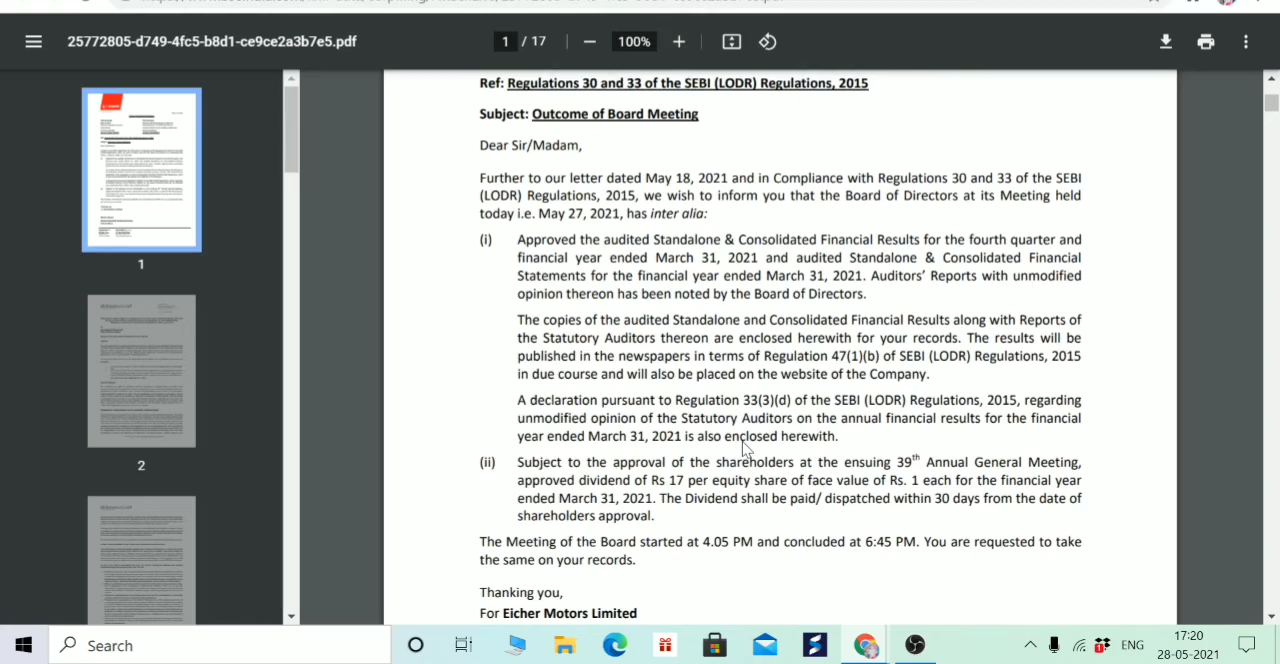 25772805-d749-4fc5-b8d1-ce9ce2a3b7e5.pdf
1 / 17
100%
Ref: Regulations 30 and 33 of the SEBI (LODR) Regulations, 2015
Subject: Outcome of Board Meeting
Dear Sir/Madam,
Further to our letter dated May 18, 2021 and in Compliance with Regulations 30 and 33 of the SEBI
(LODR) Regulations, 2015, we wish to inform you that the Board of Directors at its Meeting held
today i.e. May 27, 2021, has inter alia:
(i) Approved the audited Standalone & Consolidated Financial Results for the fourth quarter and
financial year ended March 31, 2021 and audited Standalone & Consolidated Financial
Statements for the financial year ended March 31, 2021. Auditors' Reports with unmodified
opinion thereon has been noted by the Board of Directors.
The copies of the audited Standalone and Consolidated Financial Results along with Reports of
the Statutory Auditors thereon are enclosed herewith for your records. The results will be
published in the newspapers in terms of Regulation 47(1)(b) of SEBI (LODR) Regulations, 2015
in due course and will also be placed on the website of the Company.
A declaration pursuant to Regulation 33(3)(d) of the SEBI (LODR) Regulations, 2015, regarding
unmodified opinion of the Statutory Auditors on the annual financial results for the financial
year ended March 31, 2021 is also enclosed herewith.
(ii) Subject to the approval of the shareholders at the ensuing 39th Annual General Meeting,
approved dividend of Rs 17 per equity share of face value of Rs. 1 each for the financial year
ended March 31, 2021. The Dividend shall be paid/ dispatched within 30 days from the date of
shareholders approval.
The Meeting of the Board started at 4.05 PM and concluded at 6:45 PM. You are requested to take
the same on your records.
Thanking you,
For Eicher Motors Limited
1
2
Search
ENG
17:20
28-05-2021